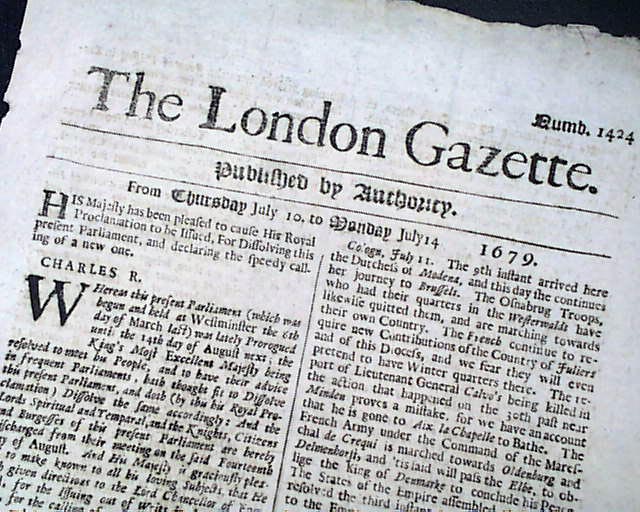 Numb. 1424
The London Gazette.
Published by Authority.
From Thursday July 10. to Monday July 14 1679.
HIS Majesty has been pleased to cause His Royal
Proclamation to be Issued, For Dissolving this
present Parliament, and declaring the speedy call-
ing of a new one.
CHARLES R.
WHereas this present Parliament (which was
begun and held at Westminster the 6th
day of March last) was lately Prorogued
until the 14th day of August next; the
King's Most Excellent Majesty being
resolved to meet his People, and to have their advice
in frequent Parliaments, hath thought fit to Dissolve
this present Parliament, and doth (by this his Royal Pro-
clamation) Dissolve the same accordingly: And the
Lords Spiritual and Temporal, and the Knights, Citizens
and Burgesses of this present Parliament are hereby
discharged from their meeting on the said Fourteenth
of August. And His Majesty graciously plea-
to make known to all his loving Subjects, that He
given directions to the Lord Chancellor of
for the issuing out of Writs in
for the calling of
Cologn, July 11. The 9th instant arrived here
the Dutchess of Modena, and this day she continues
her journey to Brussels. The Osnabrug Troops,
who had their quarters in the Westerwaldt have
likewise quitted them, and are marching towards
their own Country. The French continue to re-
quire new Contributions of the Country of Juliers
and of this Diocess, and we fear they will even
pretend to have Winter quarters there. The re-
port of Lieutenant General Calvo's being killed in
the action that happened on the 30th past near
Minden proves a mistake, for we have an account
that he is gone to Aix la Chapelle to Bathe. The
French Army under the Command of the Mares-
chal de Crequi is marched towards Oldenburg and
Delmenhorst, and 'tis said will pass the Elbe, to ob-
lige the King of Denmarke to conclude his Peace
The States of the Empire assembled
resolved the third instant
to the